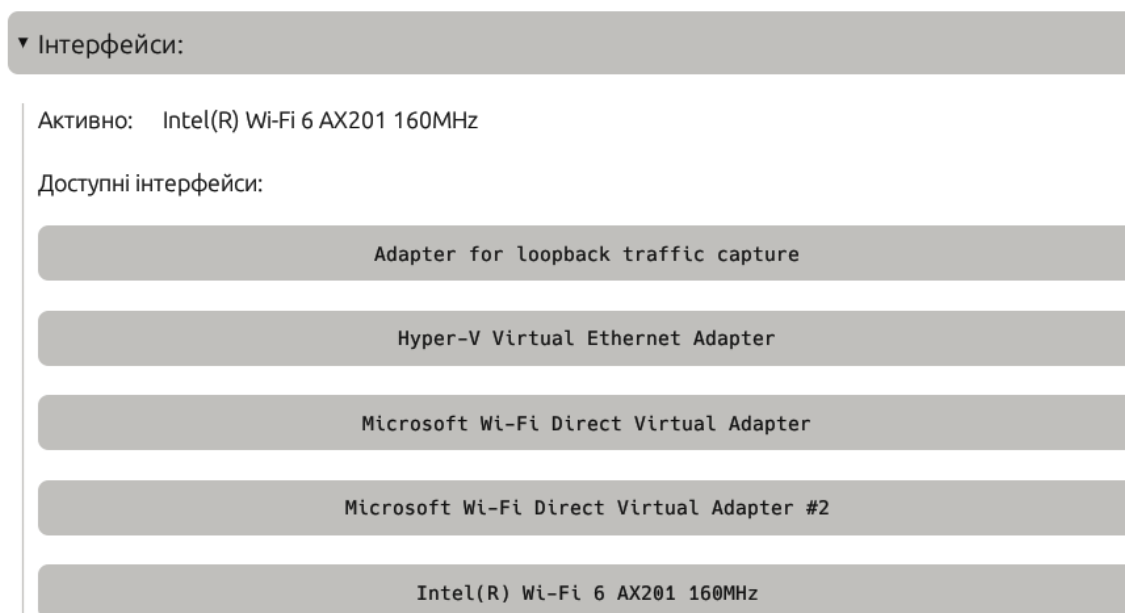 Інтерфейси:
Активно: Intel(R) Wi-Fi 6 AX201 160MHz
Доступні інтерфейси:
Adapter for loopback traffic capture
Hyper-V Virtual Ethernet Adapter
Microsoft Wi-Fi Direct Virtual Adapter
Microsoft Wi-Fi Direct Virtual Adapter #2
Intel(R) Wi-Fi 6 AX201 160MHz